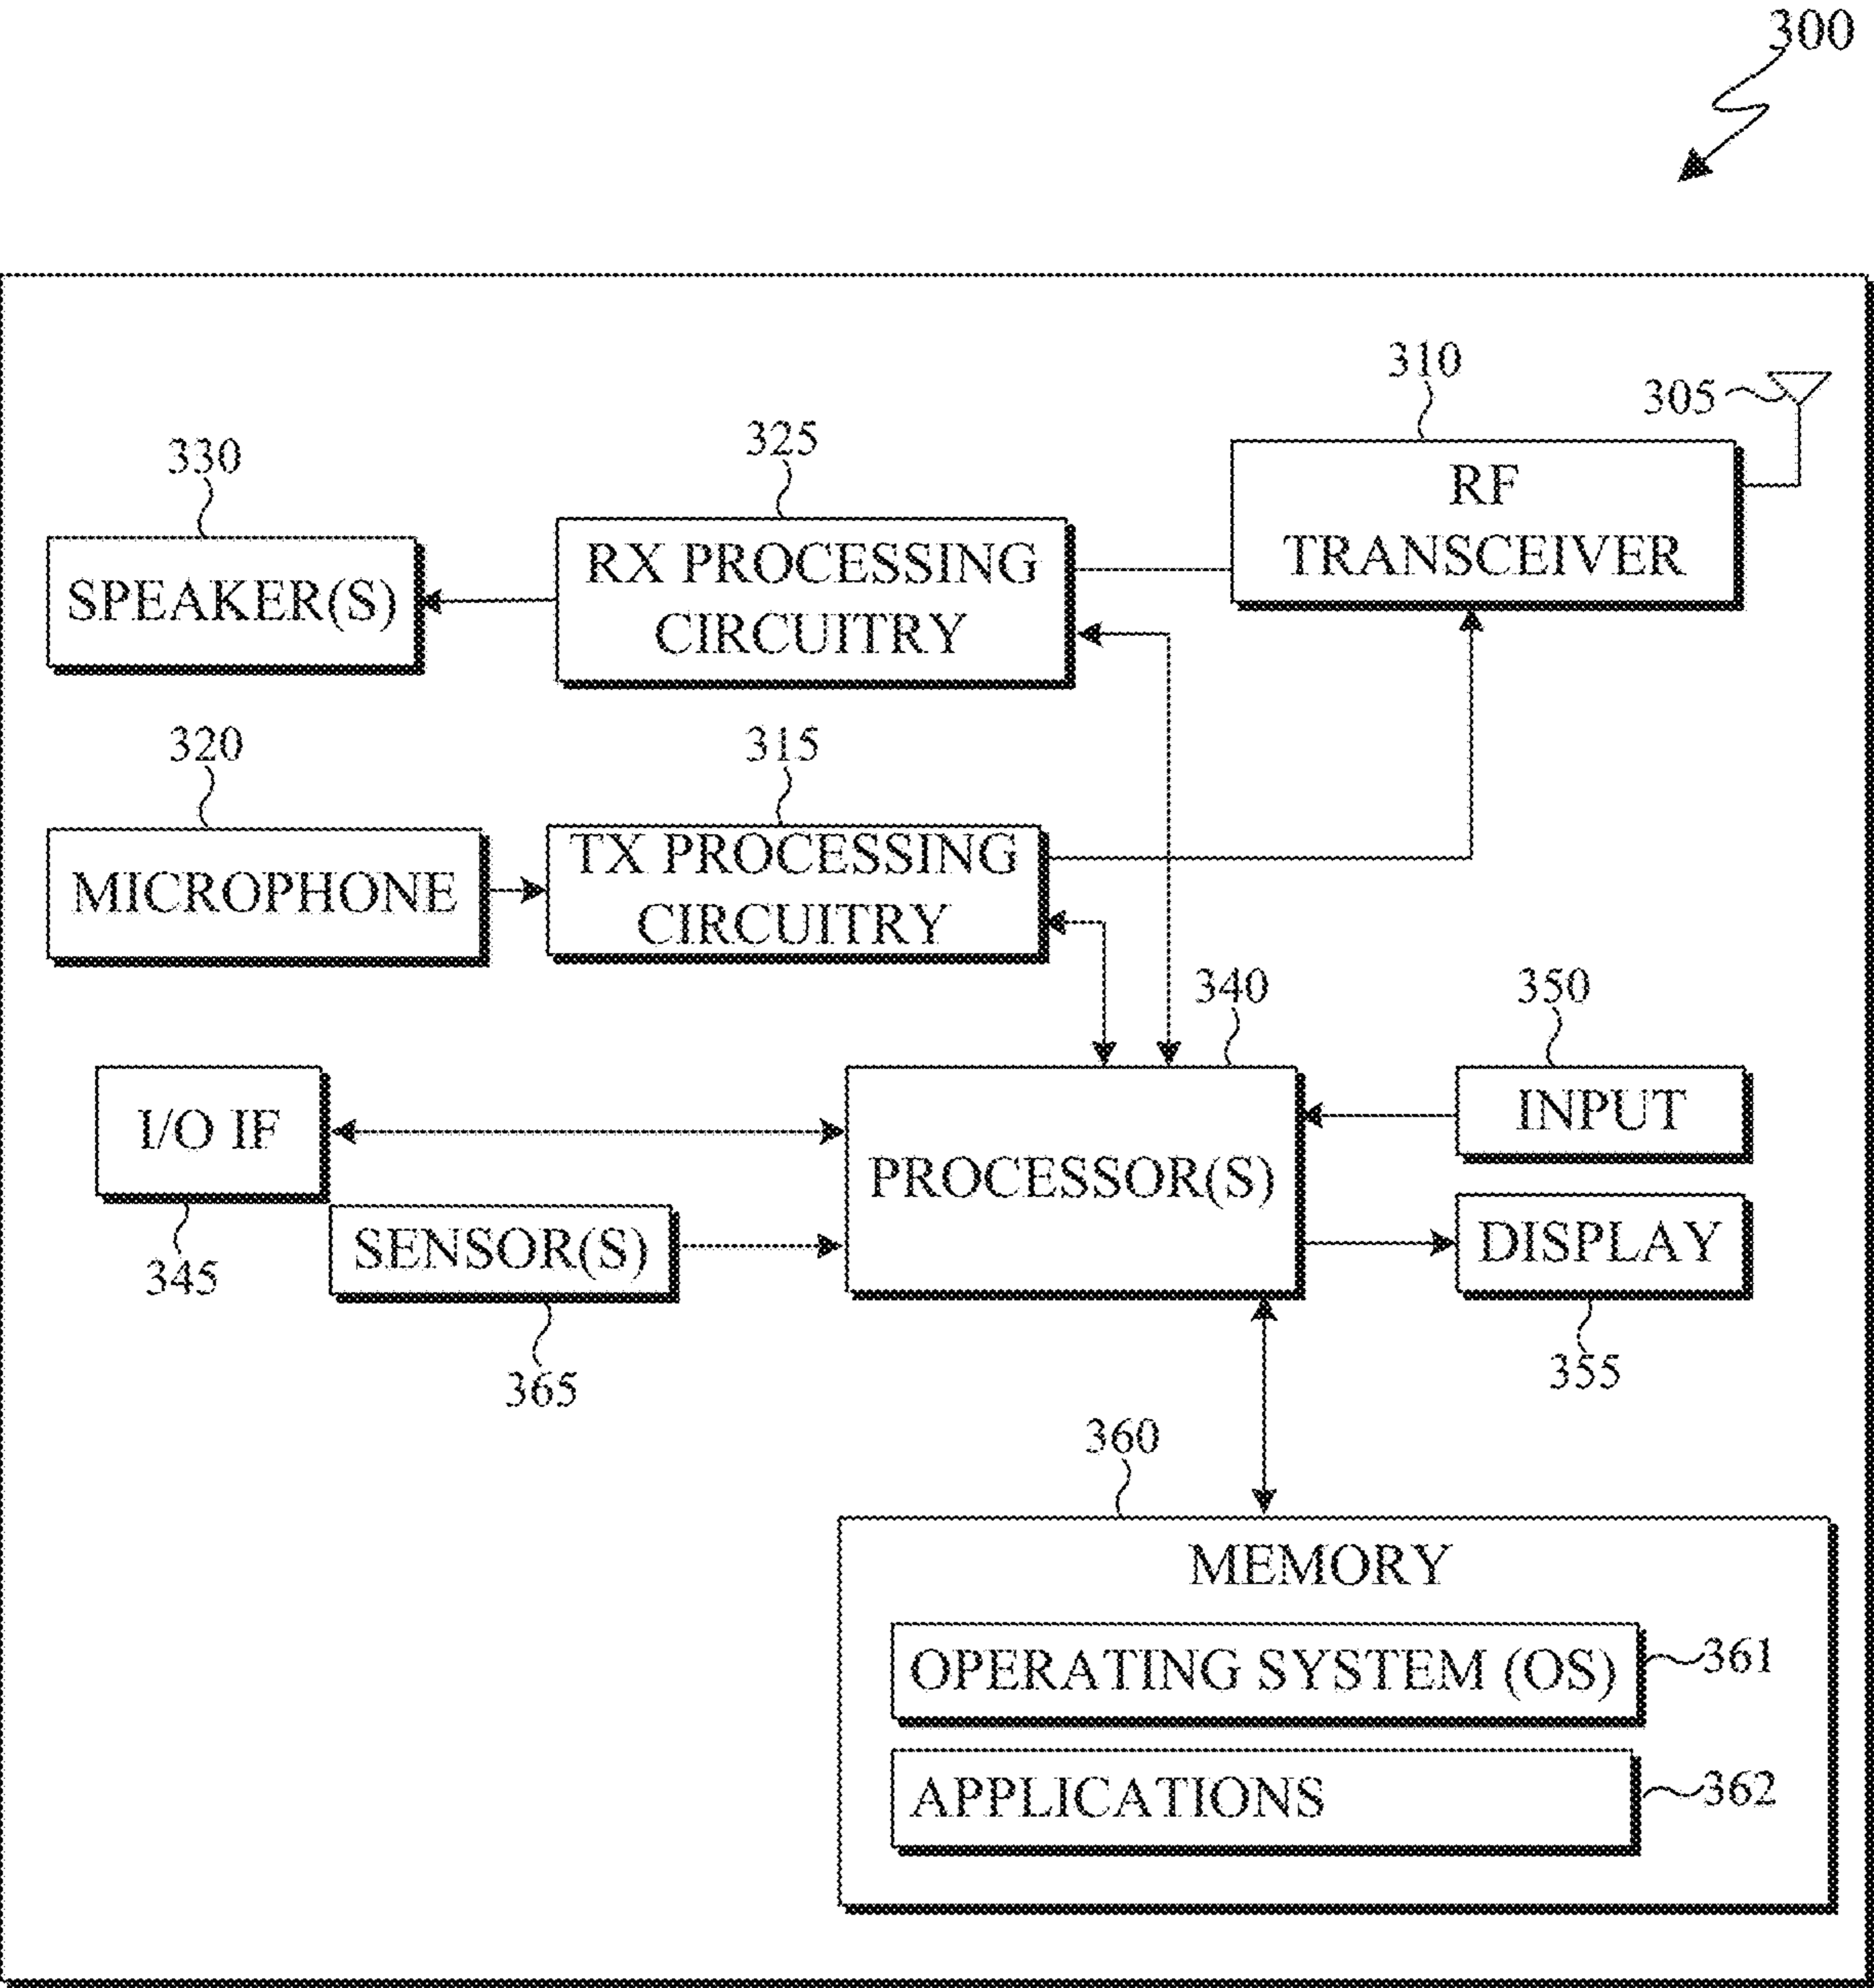 300
310
305
325
330
RF
TRANSCEIVER
RX PROCESSING
CIRCUITRY
SPEAKER(S)
320
315
MICROPHONE
TX PROCESSING
CIRCUITRY
340
350
I/O IF
PROCESSOR(S)
INPUT
SENSOR(S)
DISPLAY
345
365
355
360
MEMORY
OPERATING SYSTEM (OS)
361
APPLICATIONS
362